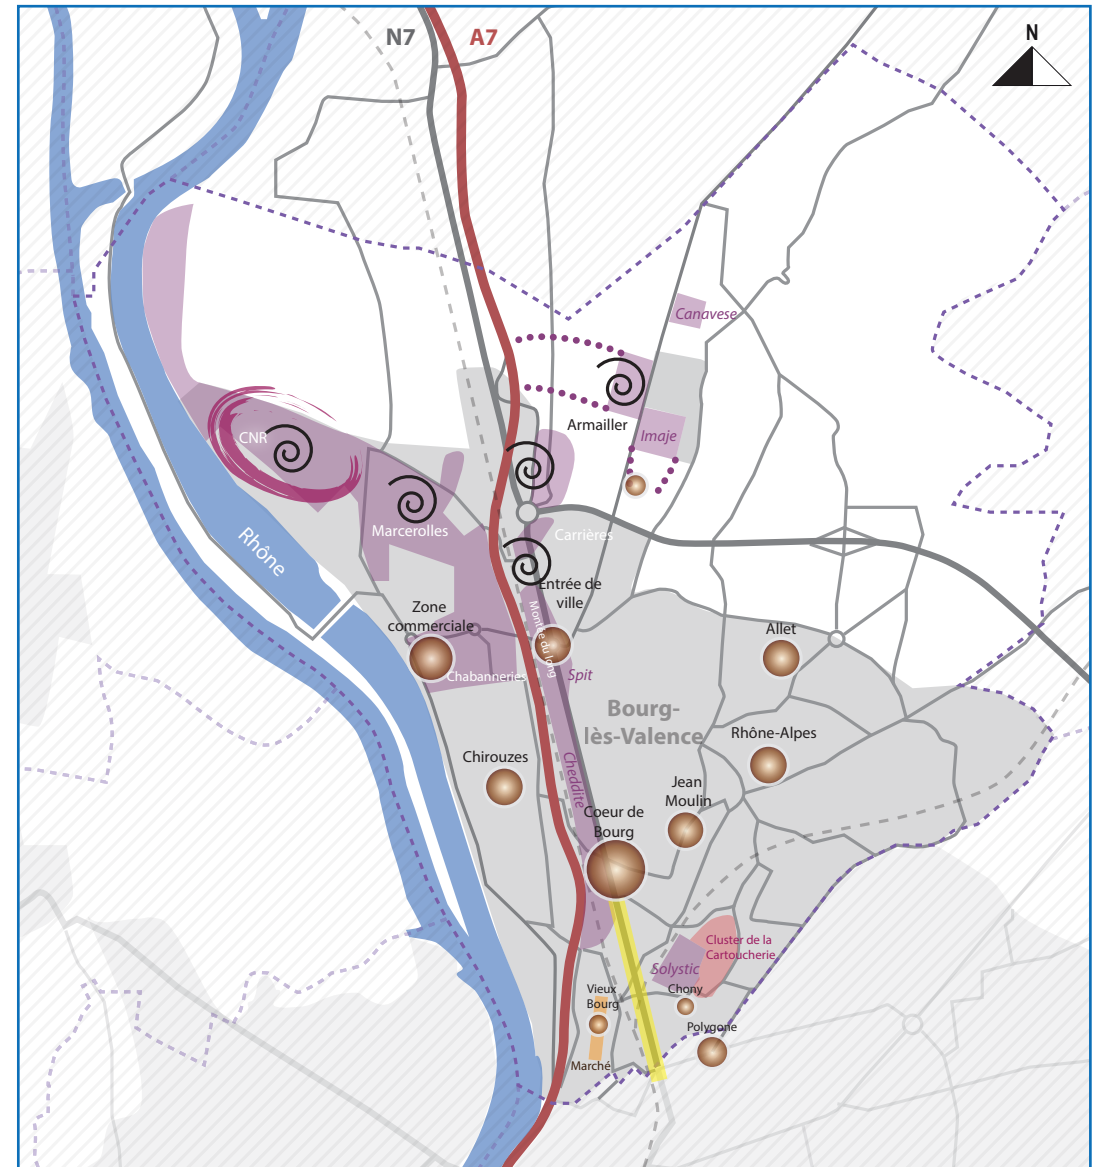 N7
A7
N
Canavese
Armailler
Imaje
CNR
Marcerolles
Carrières
Rhône
Entrée de
ville
Zone
commerciale
Montée du long
Allet
Chabanneries
Spit
Bourg-
lès-Valence
Rhône-Alpes
Chirouzes
Cheddite
Jean
Moulin
Coeur de
Bourg
Cluster de la
Cartoucherie
Solystic
Vieux
Bourg
Chony
Polygone
Marché